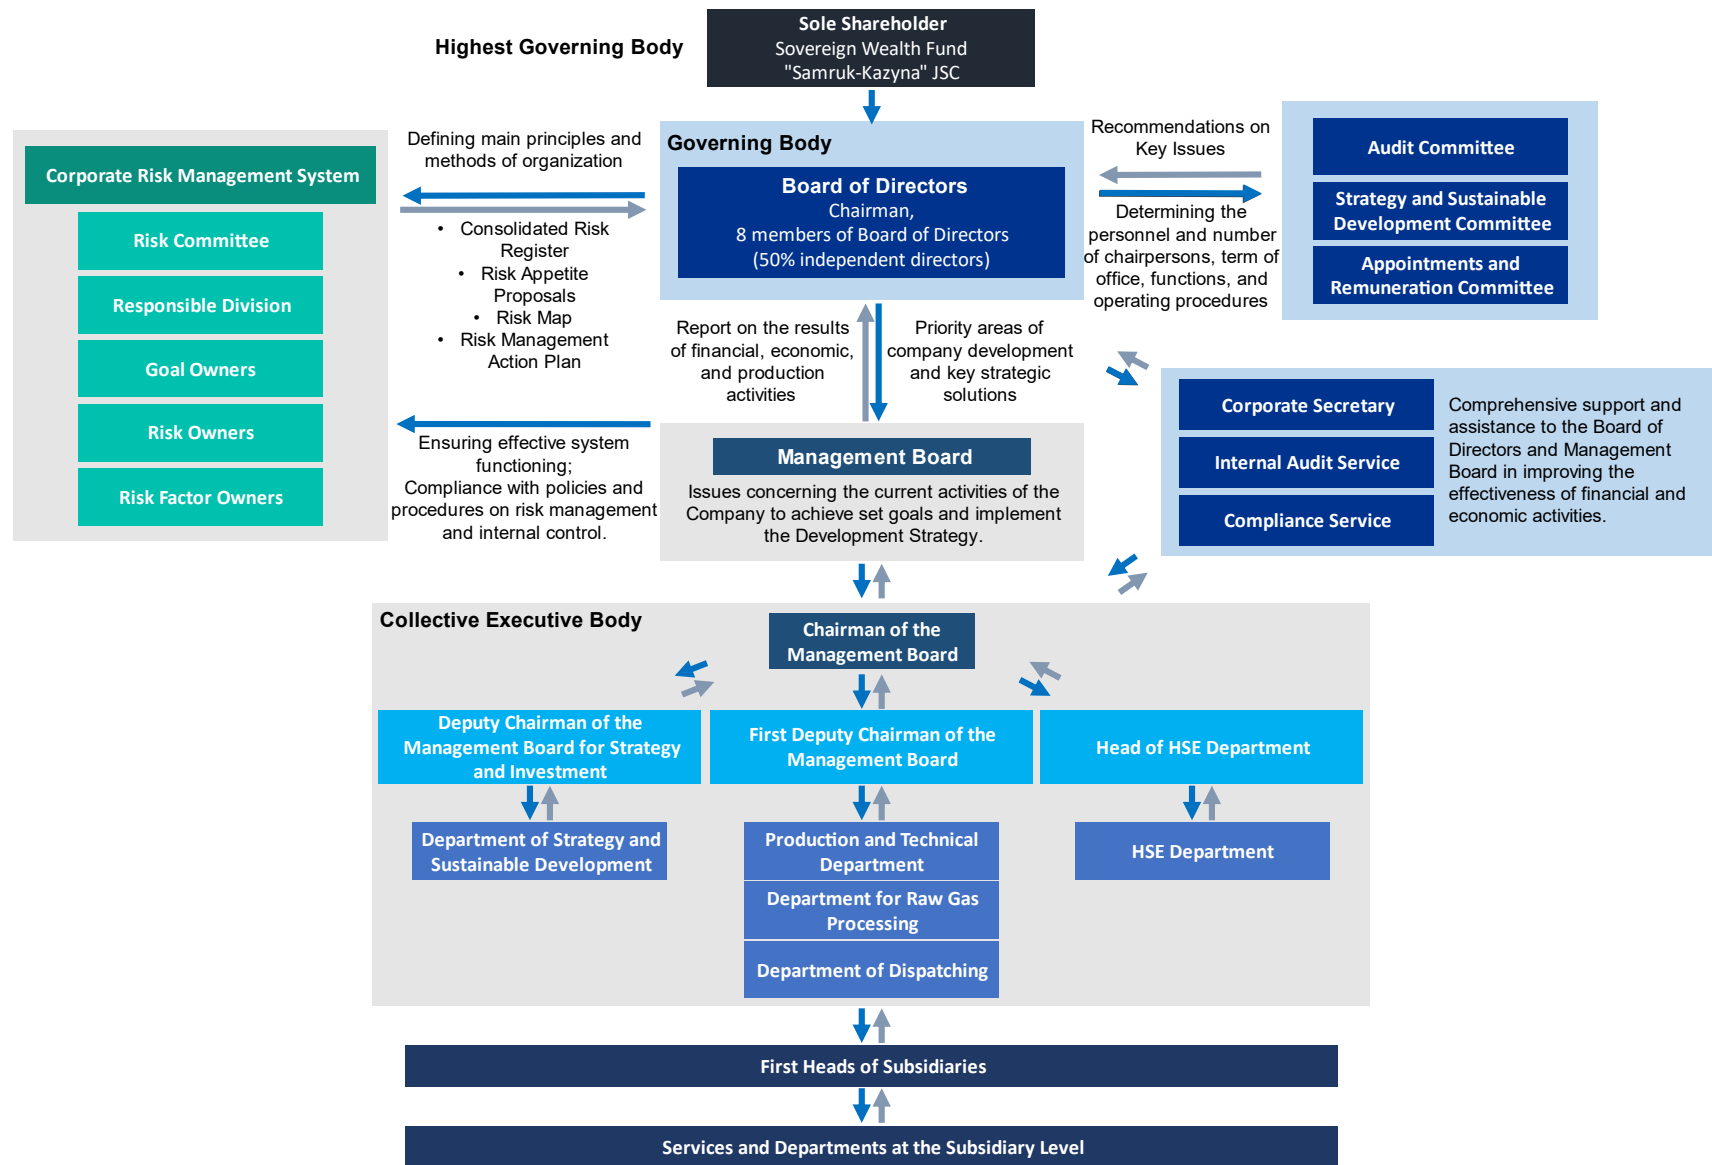 Highest Governing Body
Sole Shareholder
Sovereign Wealth Fund
"Samruk-Kazyna" JSC
Corporate Risk Management System
Risk Committee
Responsible Division
Goal Owners
Risk Owners
Risk Factor Owners
Defining main principles and
methods of organization
• Consolidated Risk
Register
• Risk Appetite
Proposals
• Risk Map
• Risk Management
Action Plan
Ensuring effective system
functioning;
Compliance with policies and
procedures on risk management
and internal control.
Governing Body
Board of Directors
Chairman,
8 members of Board of Directors
(50% independent directors)
Recommendations on
Key Issues
Determining the
personnel and number
of chairpersons, term of
office, functions, and
operating procedures
Audit Committee
Strategy and Sustainable
Development Committee
Appointments and
Remuneration Committee
Report on the results
of financial, economic,
and production
activities
Priority areas of
company development
and key strategic
solutions
Corporate Secretary
Internal Audit Service
Compliance Service
Comprehensive support and
assistance to the Board of
Directors and Management
Board in improving the
effectiveness of financial and
economic activities.
Management Board
Issues concerning the current activities of the
Company to achieve set goals and implement
the Development Strategy.
Collective Executive Body
Chairman of the
Management Board
Deputy Chairman of the
Management Board for Strategy
and Investment
First Deputy Chairman of the
Management Board
Head of HSE Department
Department of Strategy and
Sustainable Development
Production and Technical
Department
Department for Raw Gas
Processing
Department of Dispatching
HSE Department
First Heads of Subsidiaries
Services and Departments at the Subsidiary Level